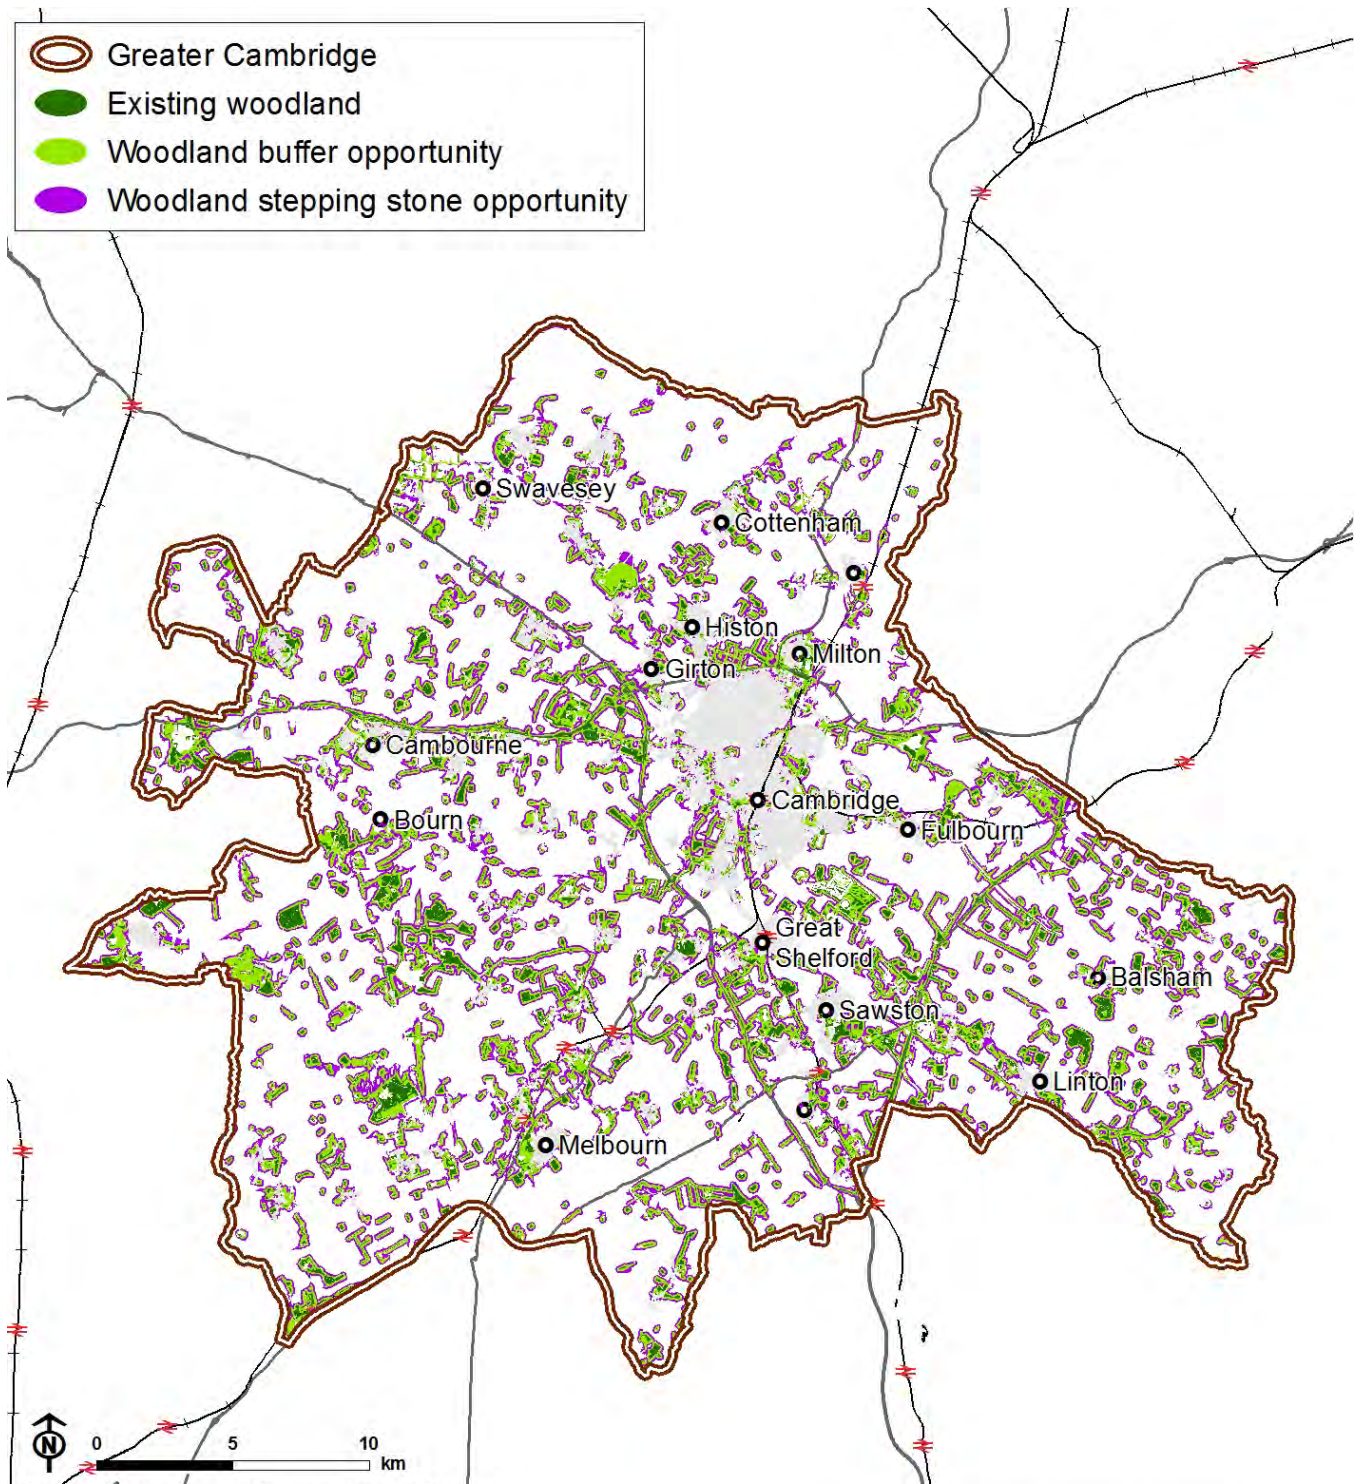 Greater Cambridge
Existing woodland
Woodland buffer opportunity
Woodland stepping stone opportunity
Swavesey
Cottenham
Histon
Milton
Girton
Cambourne
Cambridge
Bourn
Fulbourn
Great
Shelford
Balsham
Sawston
Linton
Melbourn
N
0 5 10
km